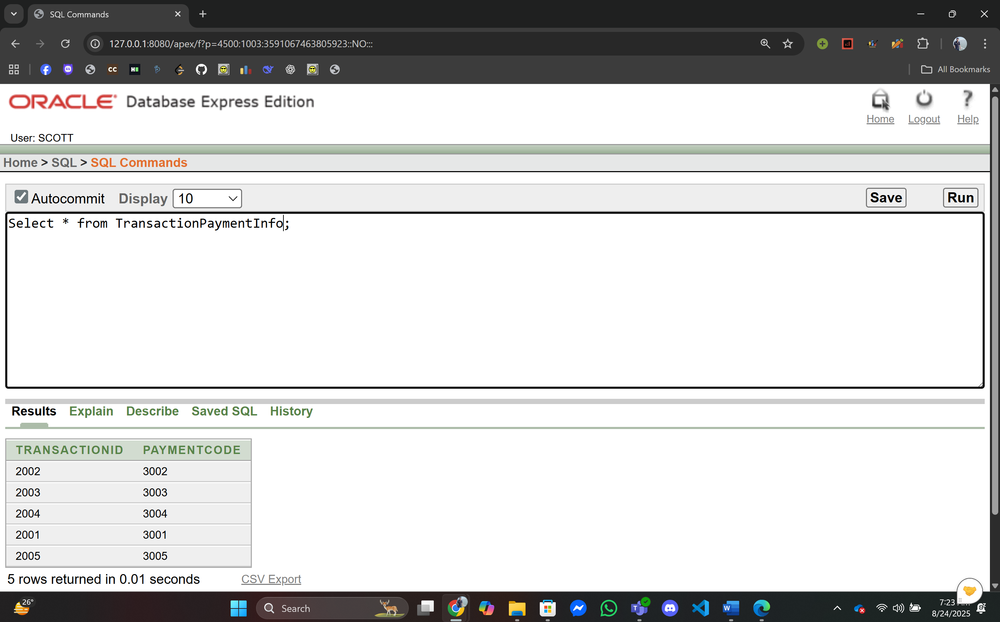 SQL Commands
127.0.0.1:8080/apex/f?p=4500:1003:3591067463805923::NO:::
All Bookmarks
ORACLE Database Express Edition
Home Logout Help
User: SCOTT
Home > SQL > SQL Commands
Autocommit Display 10 Save Run
Select * from TransactionPaymentInfo;
Results Explain Describe Saved SQL History
TRANSACTIONID PAYMENTCODE
2002 3002
2003 3003
2004 3004
2001 3001
2005 3005
5 rows returned in 0.01 seconds CSV Export
26°
Search
7:23
8/24/2025